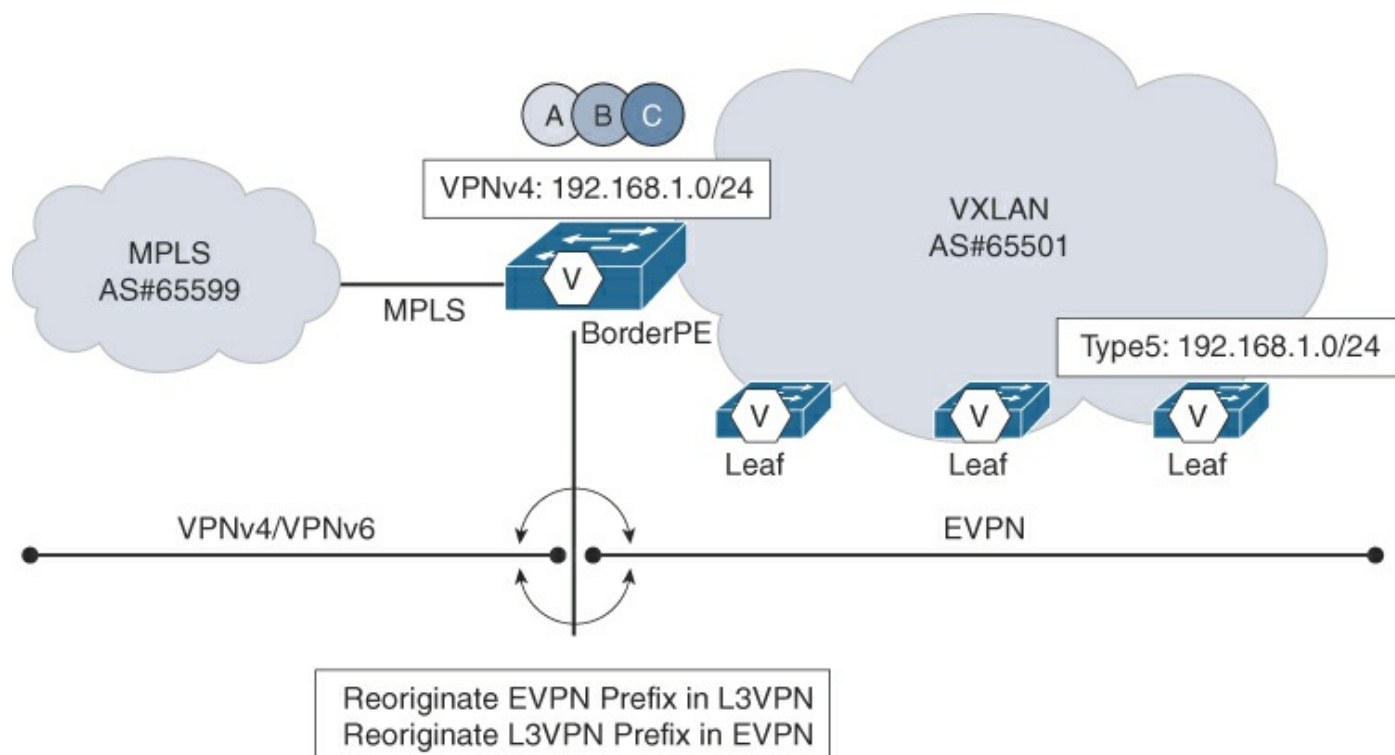 A B C
VPNv4: 192.168.1.0/24
VXLAN
AS#65501
MPLS
AS#65599
MPLS
V
BorderPE
Type5: 192.168.1.0/24
V
V
V
Leaf
Leaf
Leaf
VPNv4/VPNv6
EVPN
Reoriginate EVPN Prefix in L3VPN
Reoriginate L3VPN Prefix in EVPN